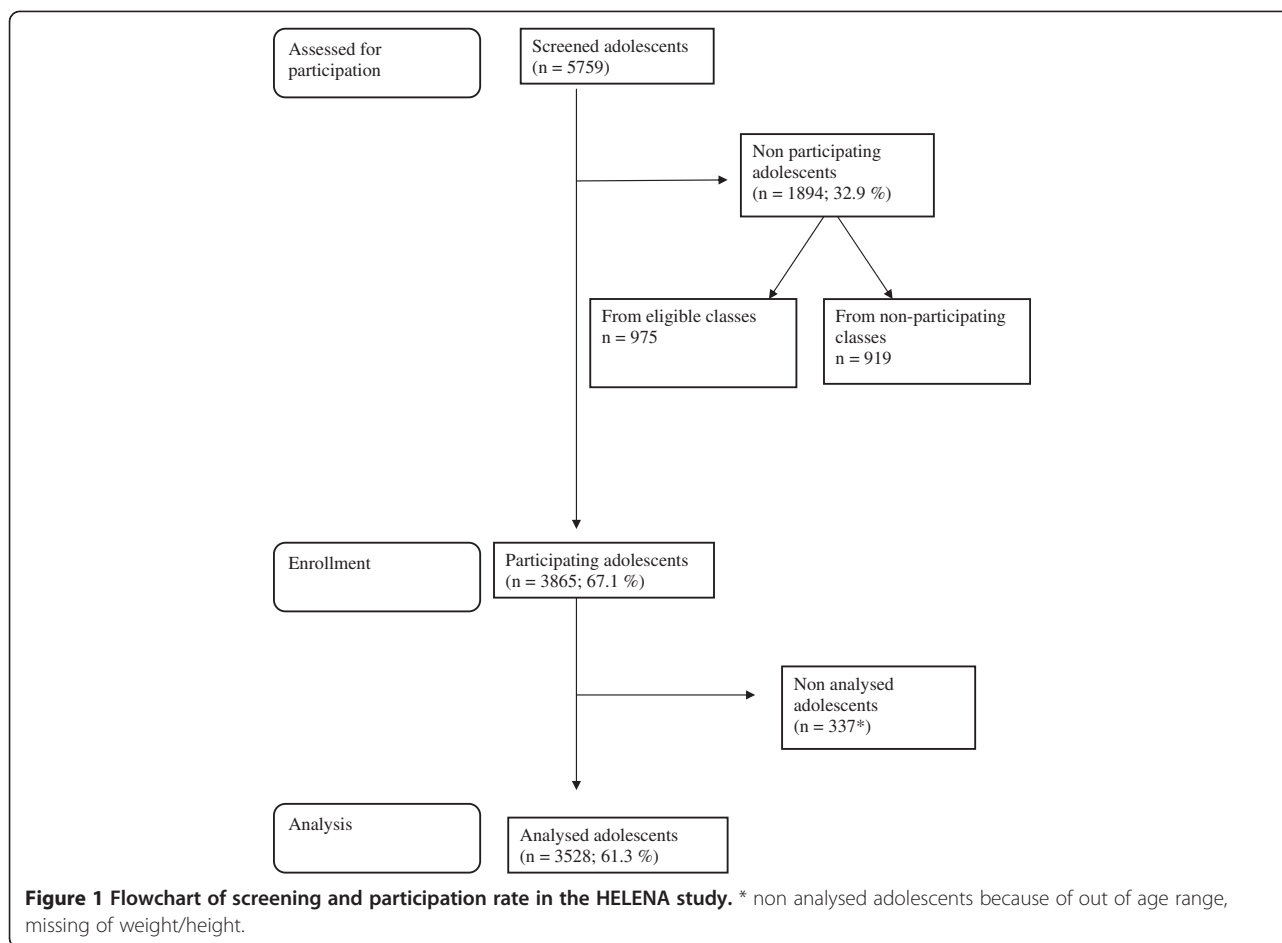 Assessed for
participation
Screened adolescents
(n = 5759)
Non participating
adolescents
(n = 1894; 32.9 %)
From eligible classes
n = 975
From non-participating
classes
n = 919
Enrollment
Participating adolescents
(n = 3865; 67.1 %)
Non analysed
adolescents
(n = 337*)
Analysis
Analysed adolescents
(n = 3528; 61.3 %)
Figure 1 Flowchart of screening and participation rate in the HELENA study. * non analysed adolescents because of out of age range,
missing of weight/height.